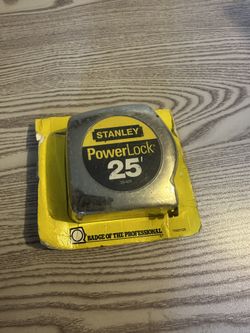 STANLEY
PowerLock
25'
BADGE OF THE PROFESSIONAL